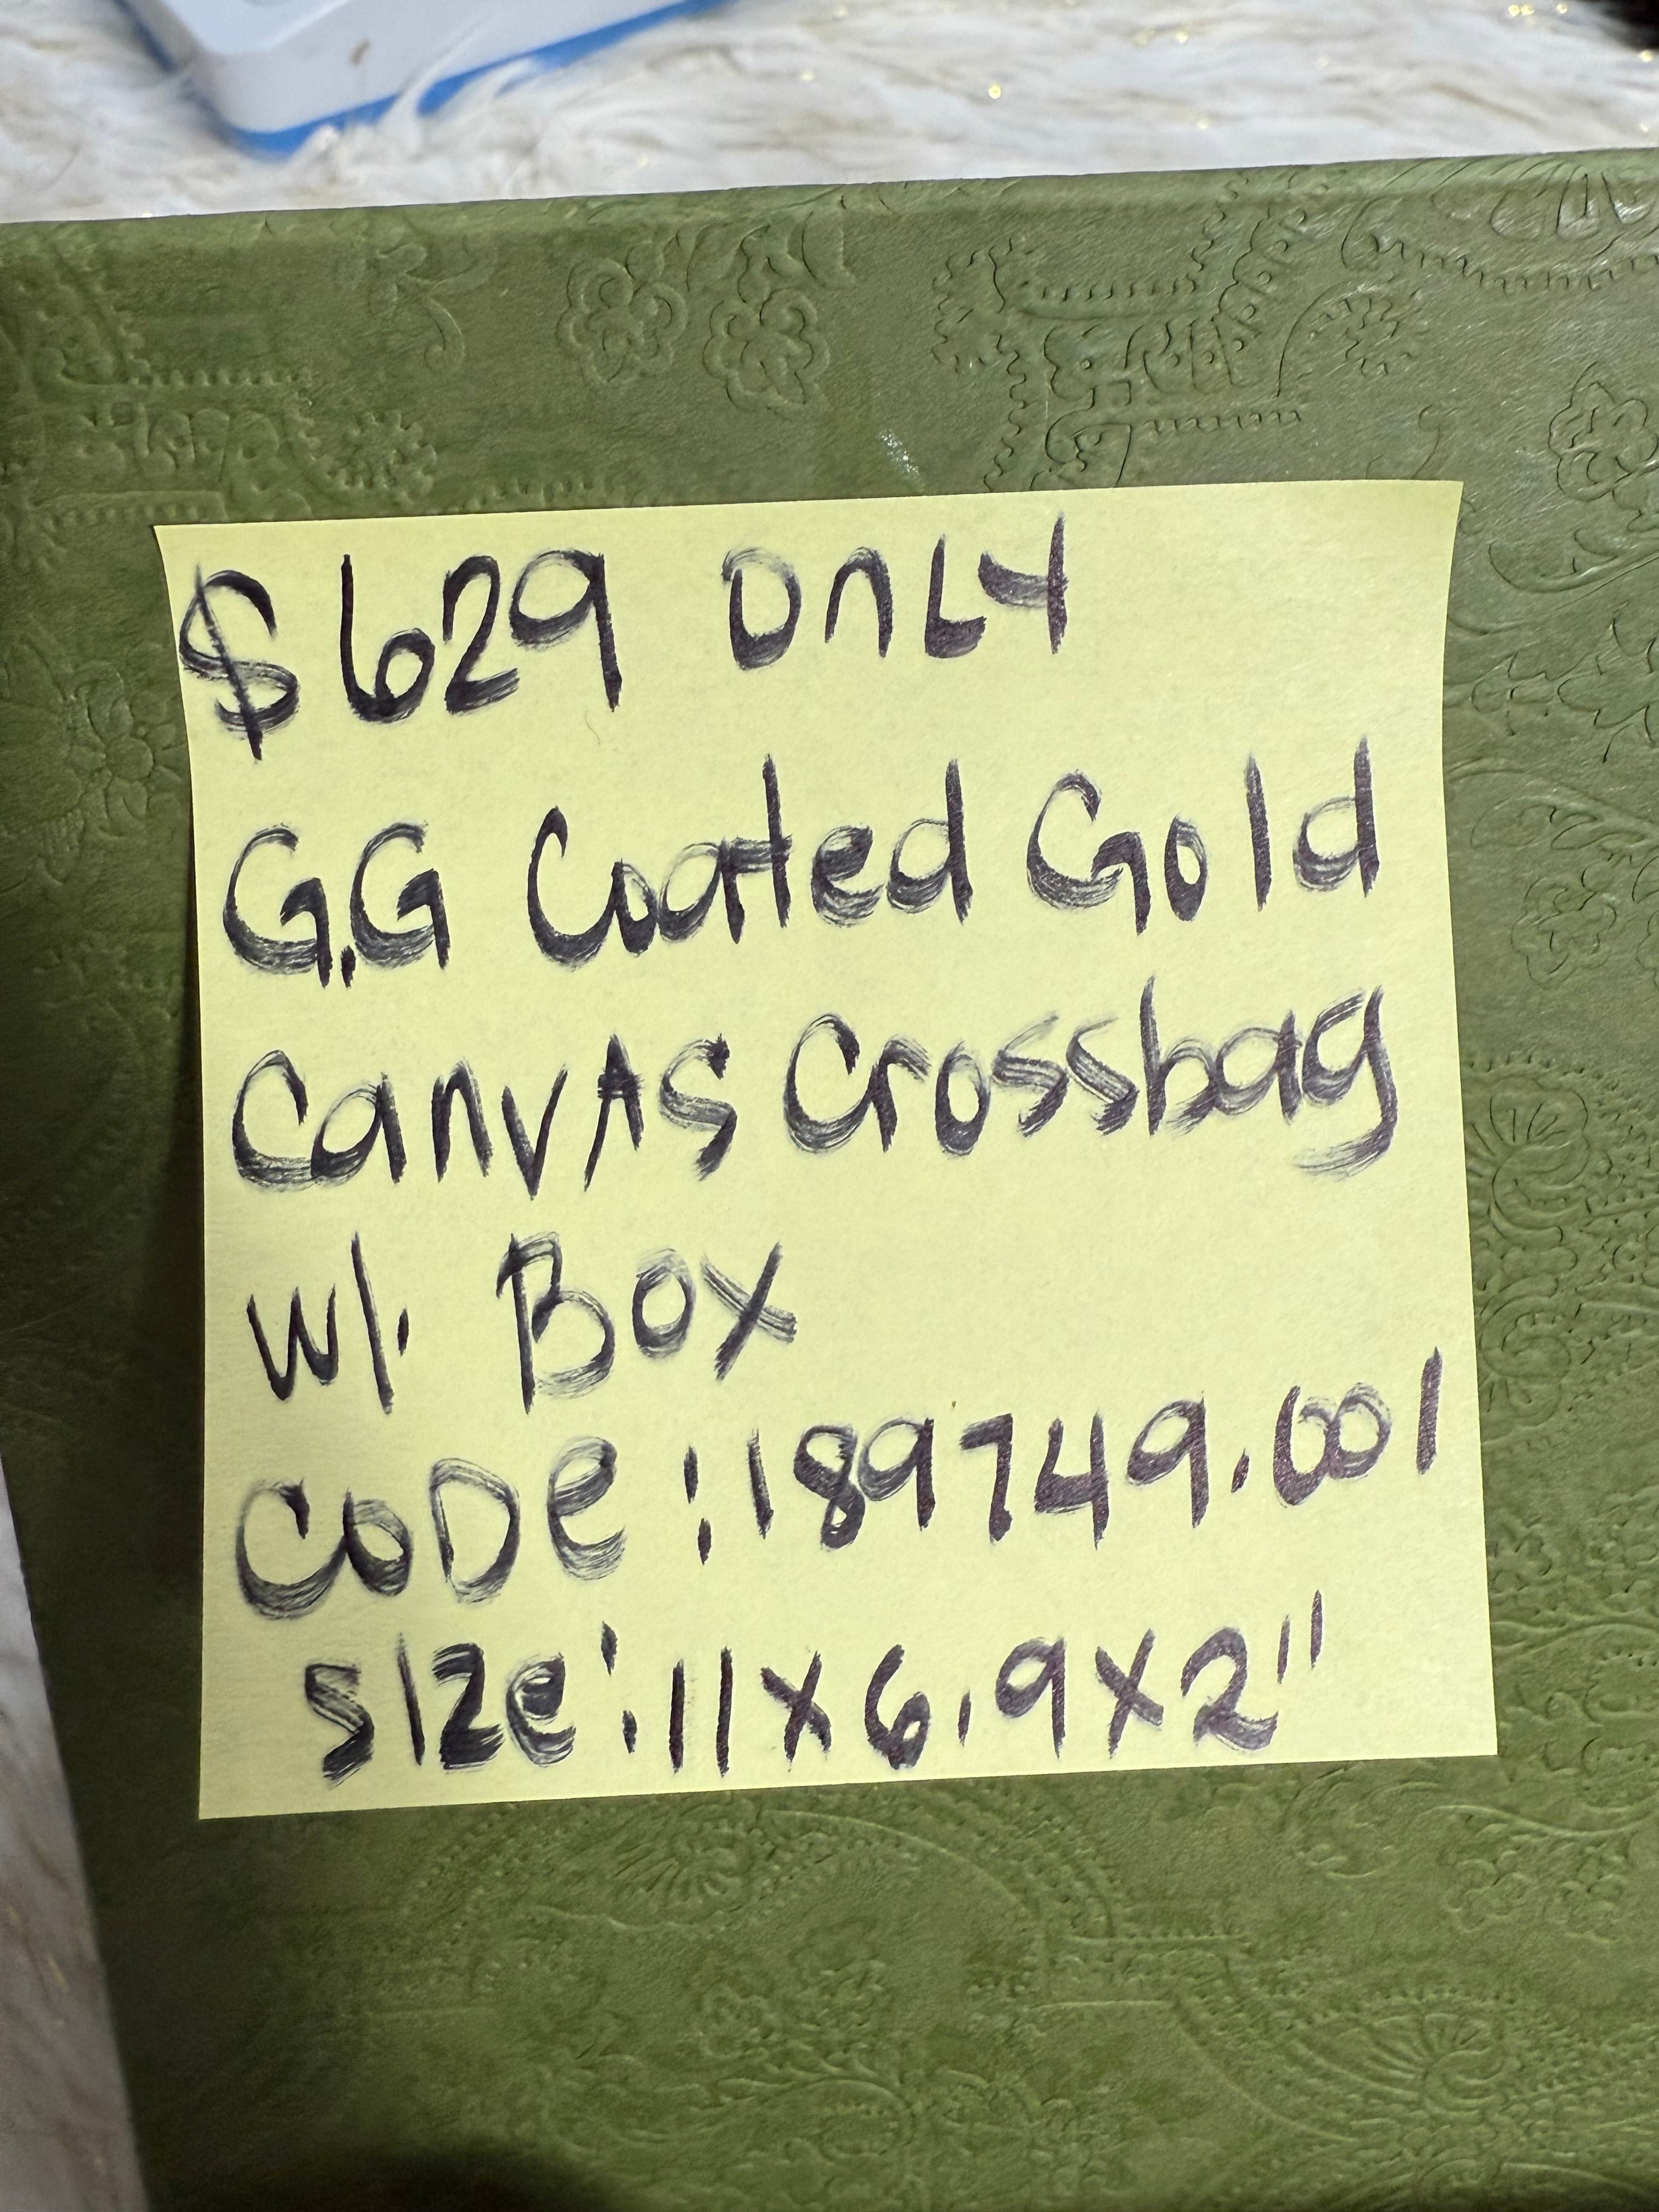 $629 only
G.G Coated Gold
Canvas Crossbag
w/. Box
Code: 189749.001
Size: 11x6.9x2"